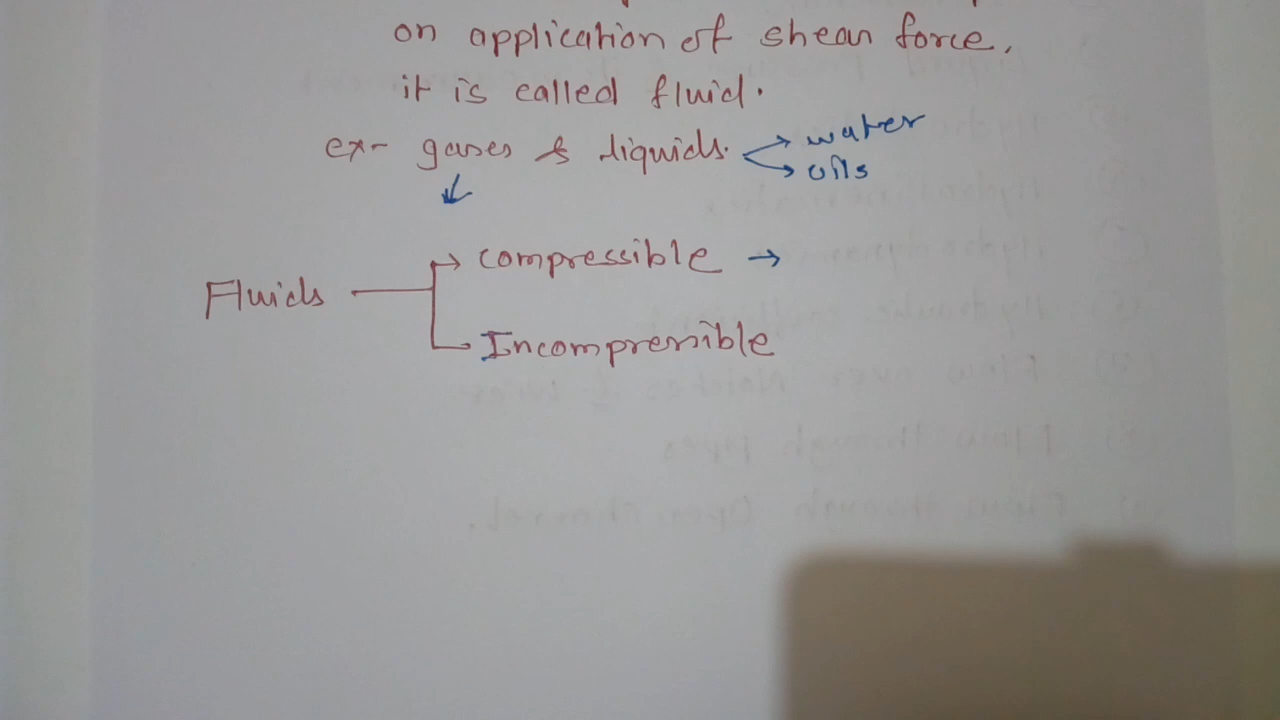 on application of shear force,
it is called fluid.
ex- gases & liquids. → water
→ oils
Fluids → compressible →
Incompressible